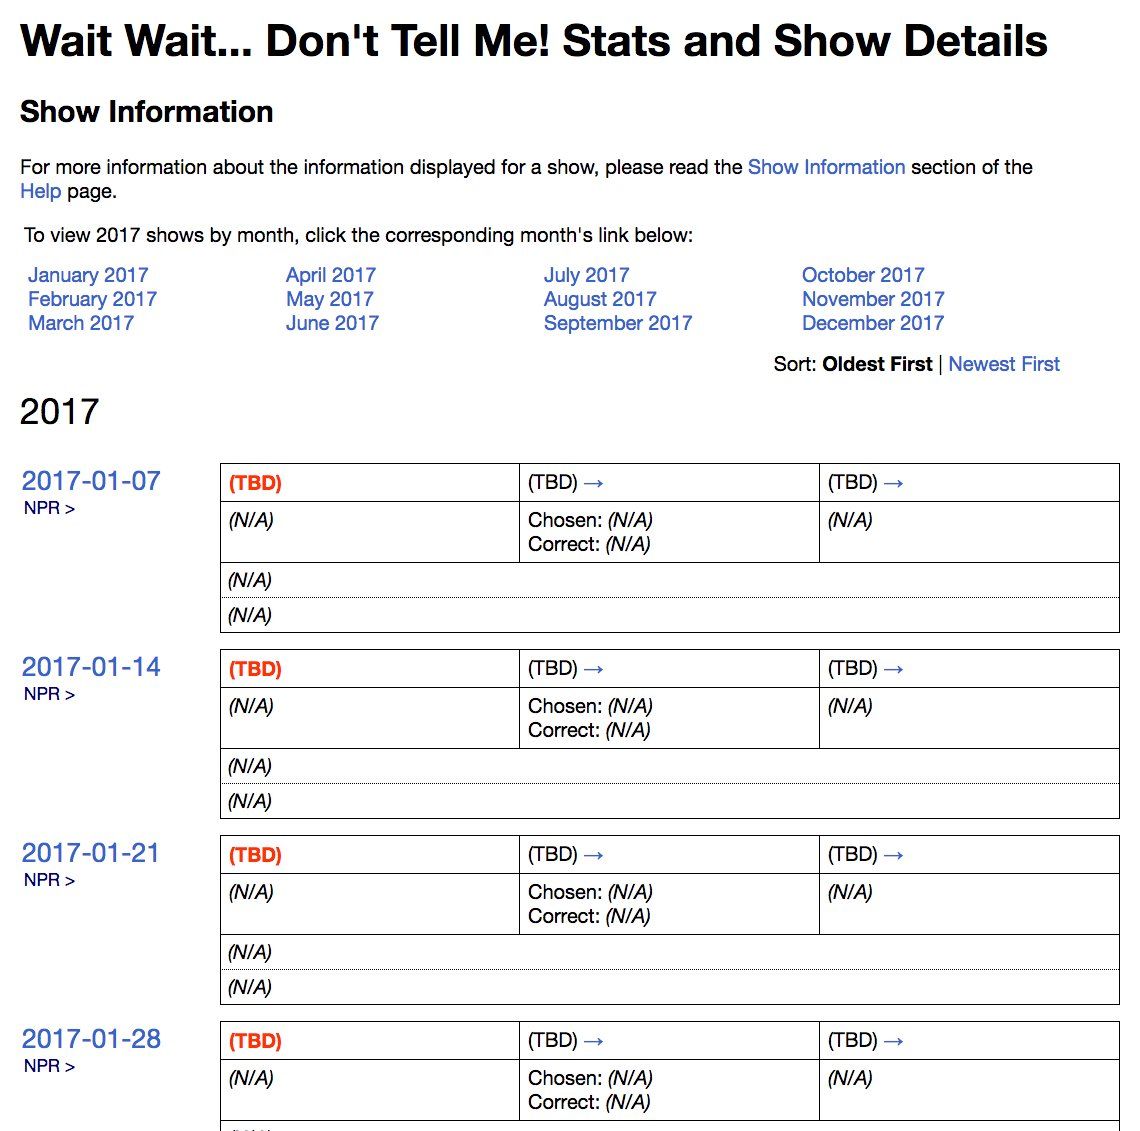 Wait Wait... Don't Tell Me! Stats and Show Details
Show Information
For more information about the information displayed for a show, please read the Show Information section of the
Help page.
To view 2017 shows by month, click the corresponding month's link below:
January 2017 April 2017 July 2017 October 2017
February 2017 May 2017 August 2017 November 2017
March 2017 June 2017 September 2017 December 2017
Sort: Oldest First | Newest First
2017
2017-01-07 (TBD) (TBD) → (TBD) →
NPR >
(N/A) Chosen: (N/A) (N/A)
Correct: (N/A)
(N/A)
(N/A)
2017-01-14 (TBD) (TBD) → (TBD) →
NPR >
(N/A) Chosen: (N/A) (N/A)
Correct: (N/A)
(N/A)
(N/A)
2017-01-21 (TBD) (TBD) → (TBD) →
NPR >
(N/A) Chosen: (N/A) (N/A)
Correct: (N/A)
(N/A)
(N/A)
2017-01-28 (TBD) (TBD) → (TBD) →
NPR >
(N/A) Chosen: (N/A) (N/A)
Correct: (N/A)